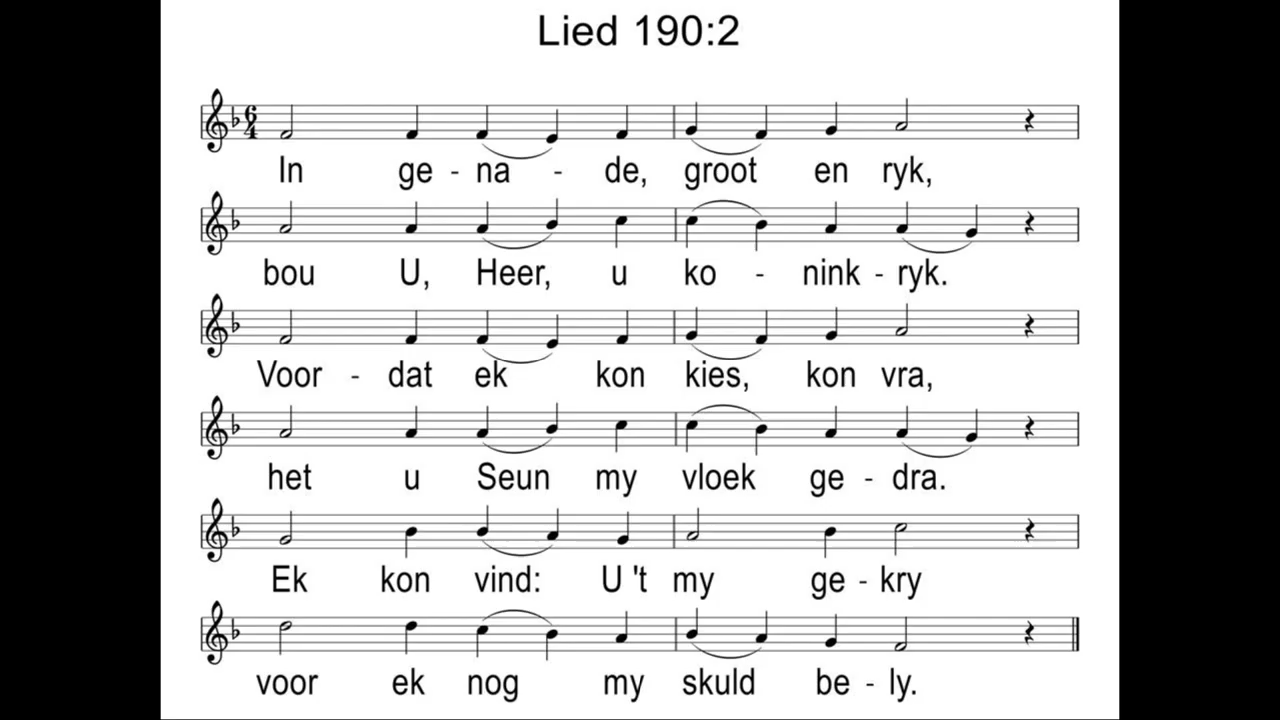 Lied 190:2
6
4
In ge - na - de, groot en ryk,
bou U, Heer, u ko - nink - ryk.
Voor - dat ek kon kies, kon vra,
het u Seun my vloek ge - dra.
Ek kon vind: U 't my ge - kry
voor ek nog my skuld be - ly.